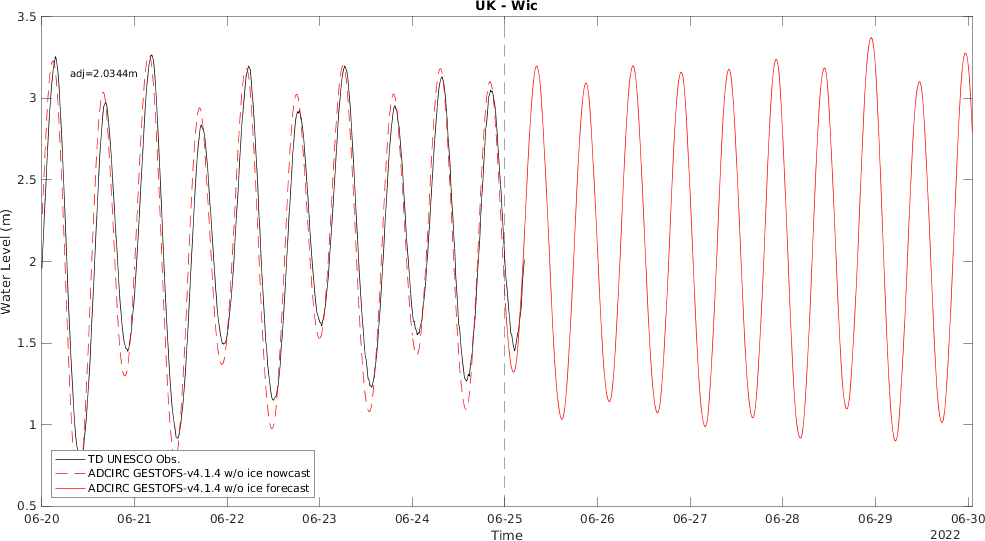 UK - Wic
3.5
adj=2.0344m
3
2.5
Water Level (m)
2
1.5
1
TD UNESCO Obs.
ADCIRC GESTOFS-v4.1.4 w/o ice nowcast
ADCIRC GESTOFS-v4.1.4 w/o ice forecast
0.5
06-20 06-21 06-22 06-23 06-24 06-25 06-26 06-27 06-28 06-29 06-30
Time
2022